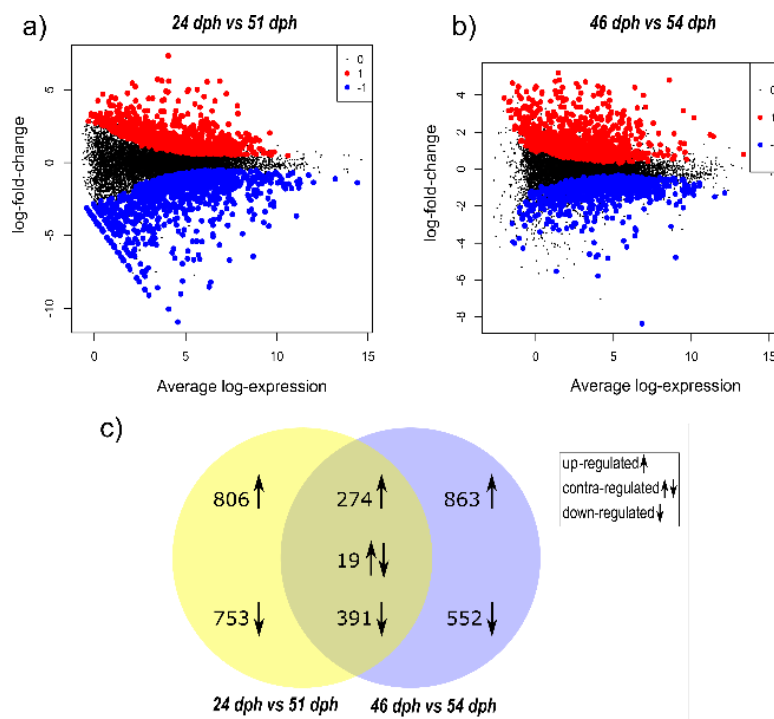 a)
24 dph vs 51 dph
0
1
-1
5
0
-5
-10
log-fold-change
0
5
10
15
Average log-expression
b)
46 dph vs 54 dph
0
1
-
4
2
0
-2
-4
-6
-8
log-fold-change
0
5
10
15
Average log-expression
c)
806
274
863
19
753
391
552
24 dph vs 51 dph
46 dph vs 54 dph
up-regulated↑
contra-regulated↑↓
down-regulated↓